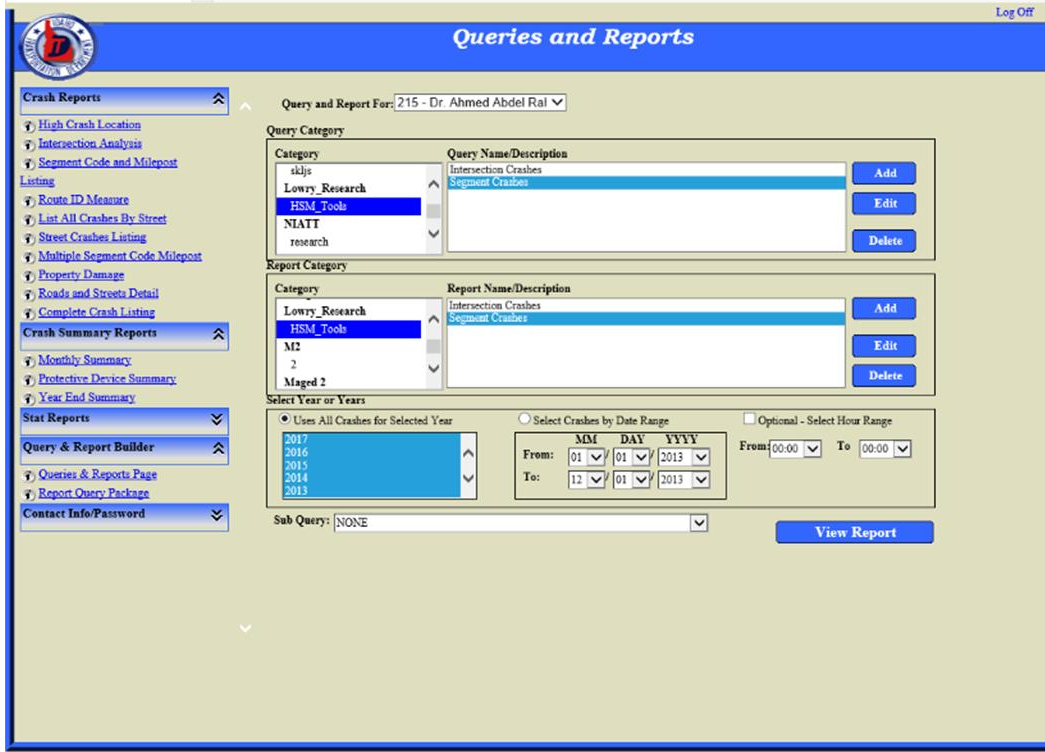 Log Off
Queries and Reports
IDAHO
TRANSPORTATION DEPARTMENT
Crash Reports
High Crash Location
Intersection Analysis
Segment Code and Milepost
Listing
Route ID Measure
List All Crashes By Street
Street Crashes Listing
Multiple Segment Code Milepost
Property Damage
Roads and Streets Detail
Complete Crash Listing
Crash Summary Reports
Monthly Summary
Protective Device Summary
Year End Summary
Stat Reports
Query & Report Builder
Queries & Reports Page
Report Query Package
Contact Info/Password
Query and Report For: 215 - Dr. Ahmed Abdel Ral
Query Category
Category Query Name/Description
skljs
Lowry_Research
HSM_Tools
NIATT
research
Intersection Crashes
Segment Crashes
Add
Edit
Delete
Report Category
Category Report Name/Description
Lowry_Research
HSM_Tools
M2
2
Maged 2
Intersection Crashes
Segment Crashes
Add
Edit
Delete
Select Year or Years
Uses All Crashes for Selected Year
2017
2016
2015
2014
2013
Select Crashes by Date Range
MM DAY YYYY
From: 01 / 01 / 2013
To: 12 / 01 / 2013
Optional - Select Hour Range
From: 00:00 To 00:00
Sub Query: NONE
View Report